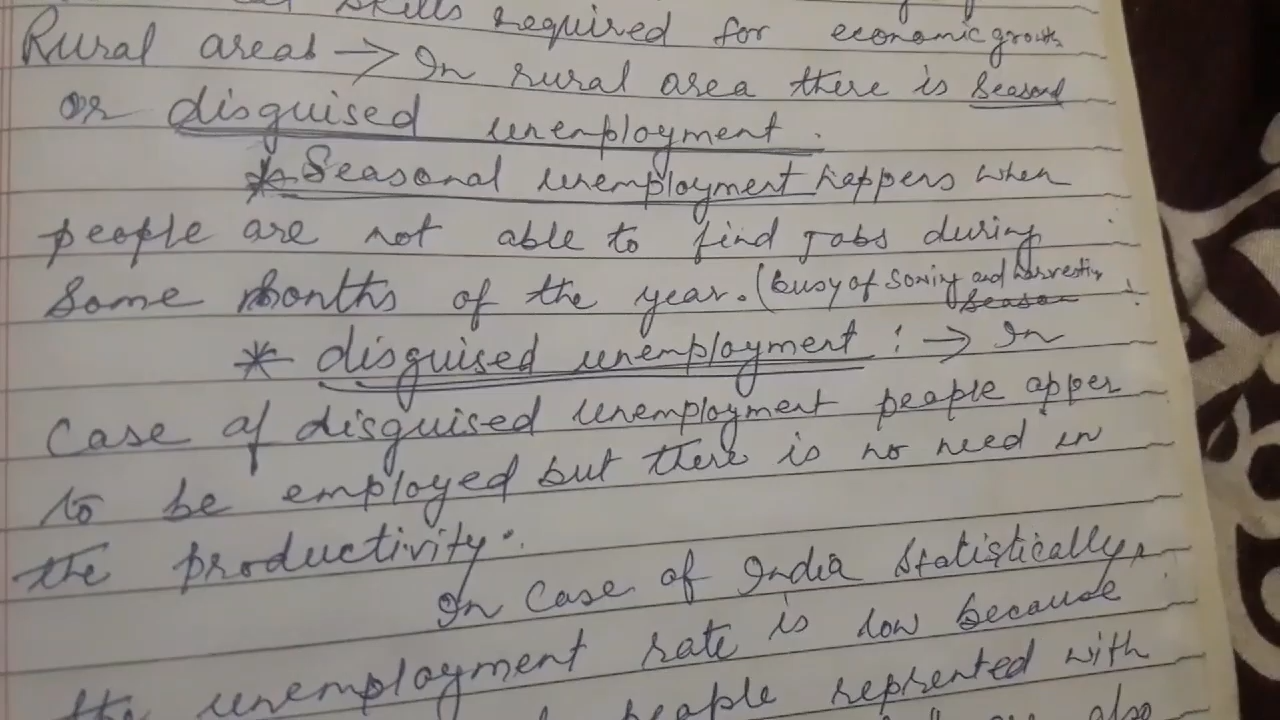 skills required for economic growth
Rural areas → In rural area there is seasonal
or disguised unemployment.
* Seasonal unemployment happens when
people are not able to find Jobs during
Some months of the year. (busy of sowing and harvesting
season
* disguised unemployment : → In
Case of disguised unemployment people apper
to be employed but there is no need in
the productivity.
In Case of India Statistically,
the unemployment rate is low because
people reprented with
also